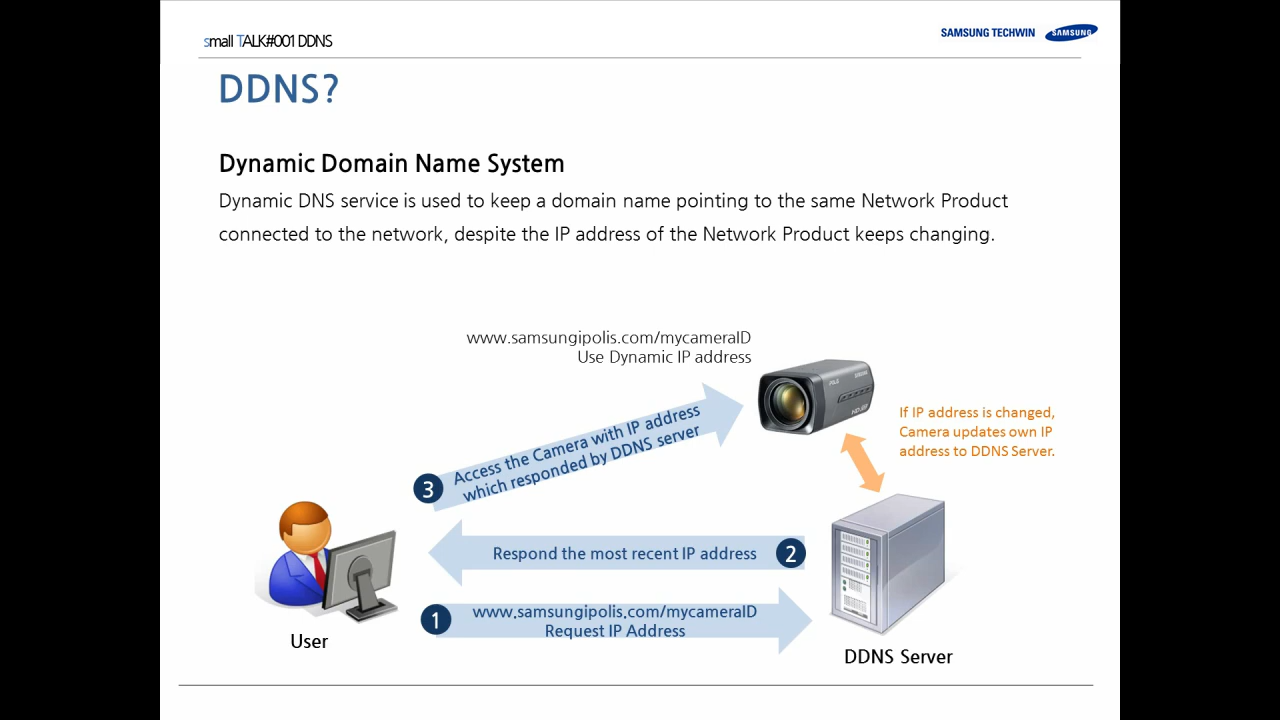 small TALK#001 DDNS
SAMSUNG TECHWIN
SAMSUNG
DDNS?
Dynamic Domain Name System
Dynamic DNS service is used to keep a domain name pointing to the same Network Product
connected to the network, despite the IP address of the Network Product keeps changing.
www.samsungipolis.com/mycameraID
Use Dynamic IP address
If IP address is changed,
Camera updates own IP
address to DDNS Server.
3
Access the Camera with IP address
which responded by DDNS server
Respond the most recent IP address
2
1
www.samsungipolis.com/mycameraID
Request IP Address
User
DDNS Server